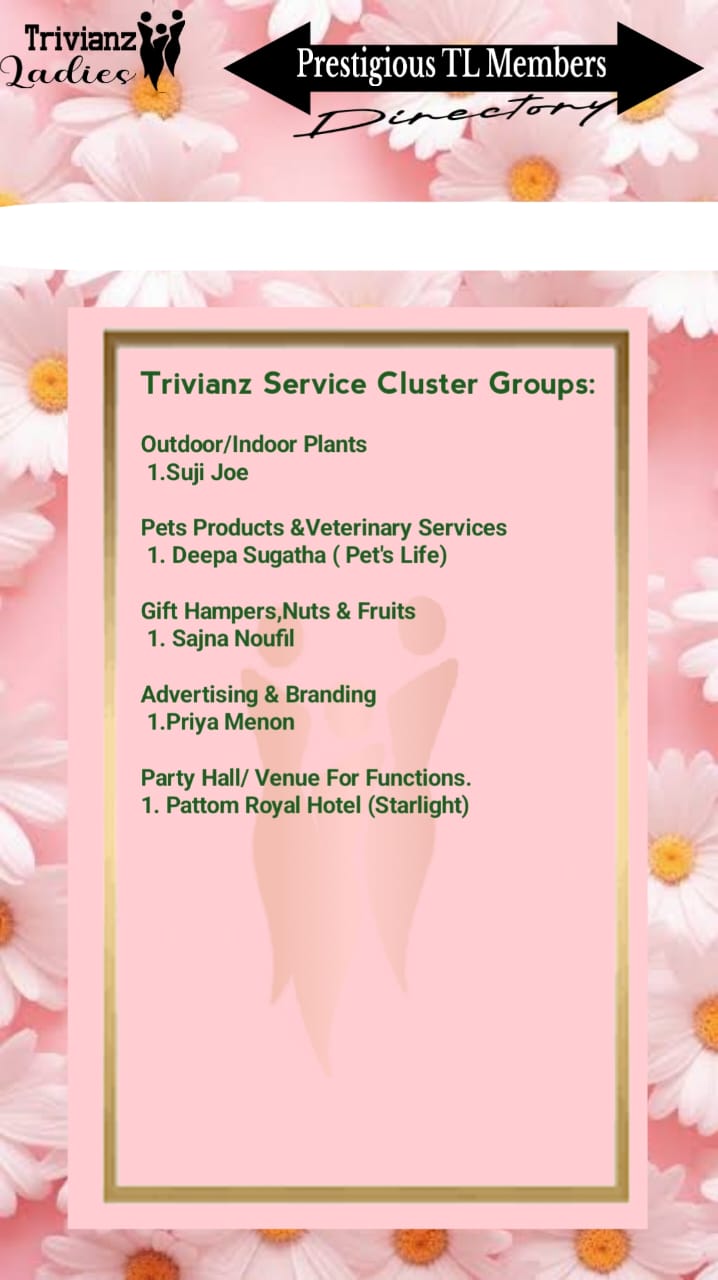 Trivianz
Ladies
Prestigious TL Members
Directory
Trivianz Service Cluster Groups:
Outdoor/Indoor Plants
1.Suji Joe
Pets Products &Veterinary Services
1. Deepa Sugatha ( Pet's Life)
Gift Hampers,Nuts & Fruits
1. Sajna Noufil
Advertising & Branding
1.Priya Menon
Party Hall/ Venue For Functions.
1. Pattom Royal Hotel (Starlight)